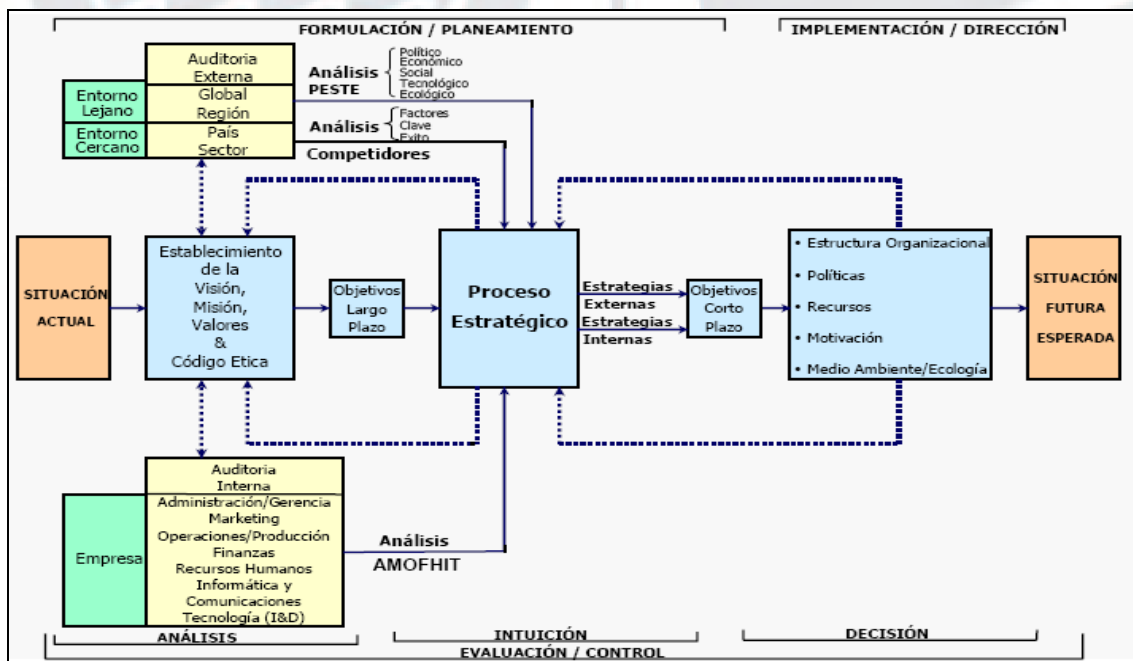 FORMULACIÓN / PLANEAMIENTO
IMPLEMENTACIÓN / DIRECCIÓN
Auditoria
Externa
Entorno
Lejano
Global
Región
Entorno
Cercano
País
Sector
Análisis
PESTE
Político
Económico
Social
Tecnológico
Ecológico
Análisis
Factores
Clave
Exito
Competidores
SITUACIÓN
ACTUAL
Establecimiento
de la
Visión,
Misión,
Valores
&
Código Etica
Objetivos
Largo
Plazo
Proceso
Estratégico
Estrategias
Externas
Estrategias
Internas
Objetivos
Corto
Plazo
• Estructura Organizacional
• Políticas
• Recursos
• Motivación
• Medio Ambiente/Ecología
SITUACIÓN
FUTURA
ESPERADA
Auditoria
Interna
Empresa
Administración/Gerencia
Marketing
Operaciones/Producción
Finanzas
Recursos Humanos
Informática y
Comunicaciones
Tecnología (I&D)
Análisis
AMOFHIT
ANÁLISIS
INTUICIÓN
DECISIÓN
EVALUACIÓN / CONTROL